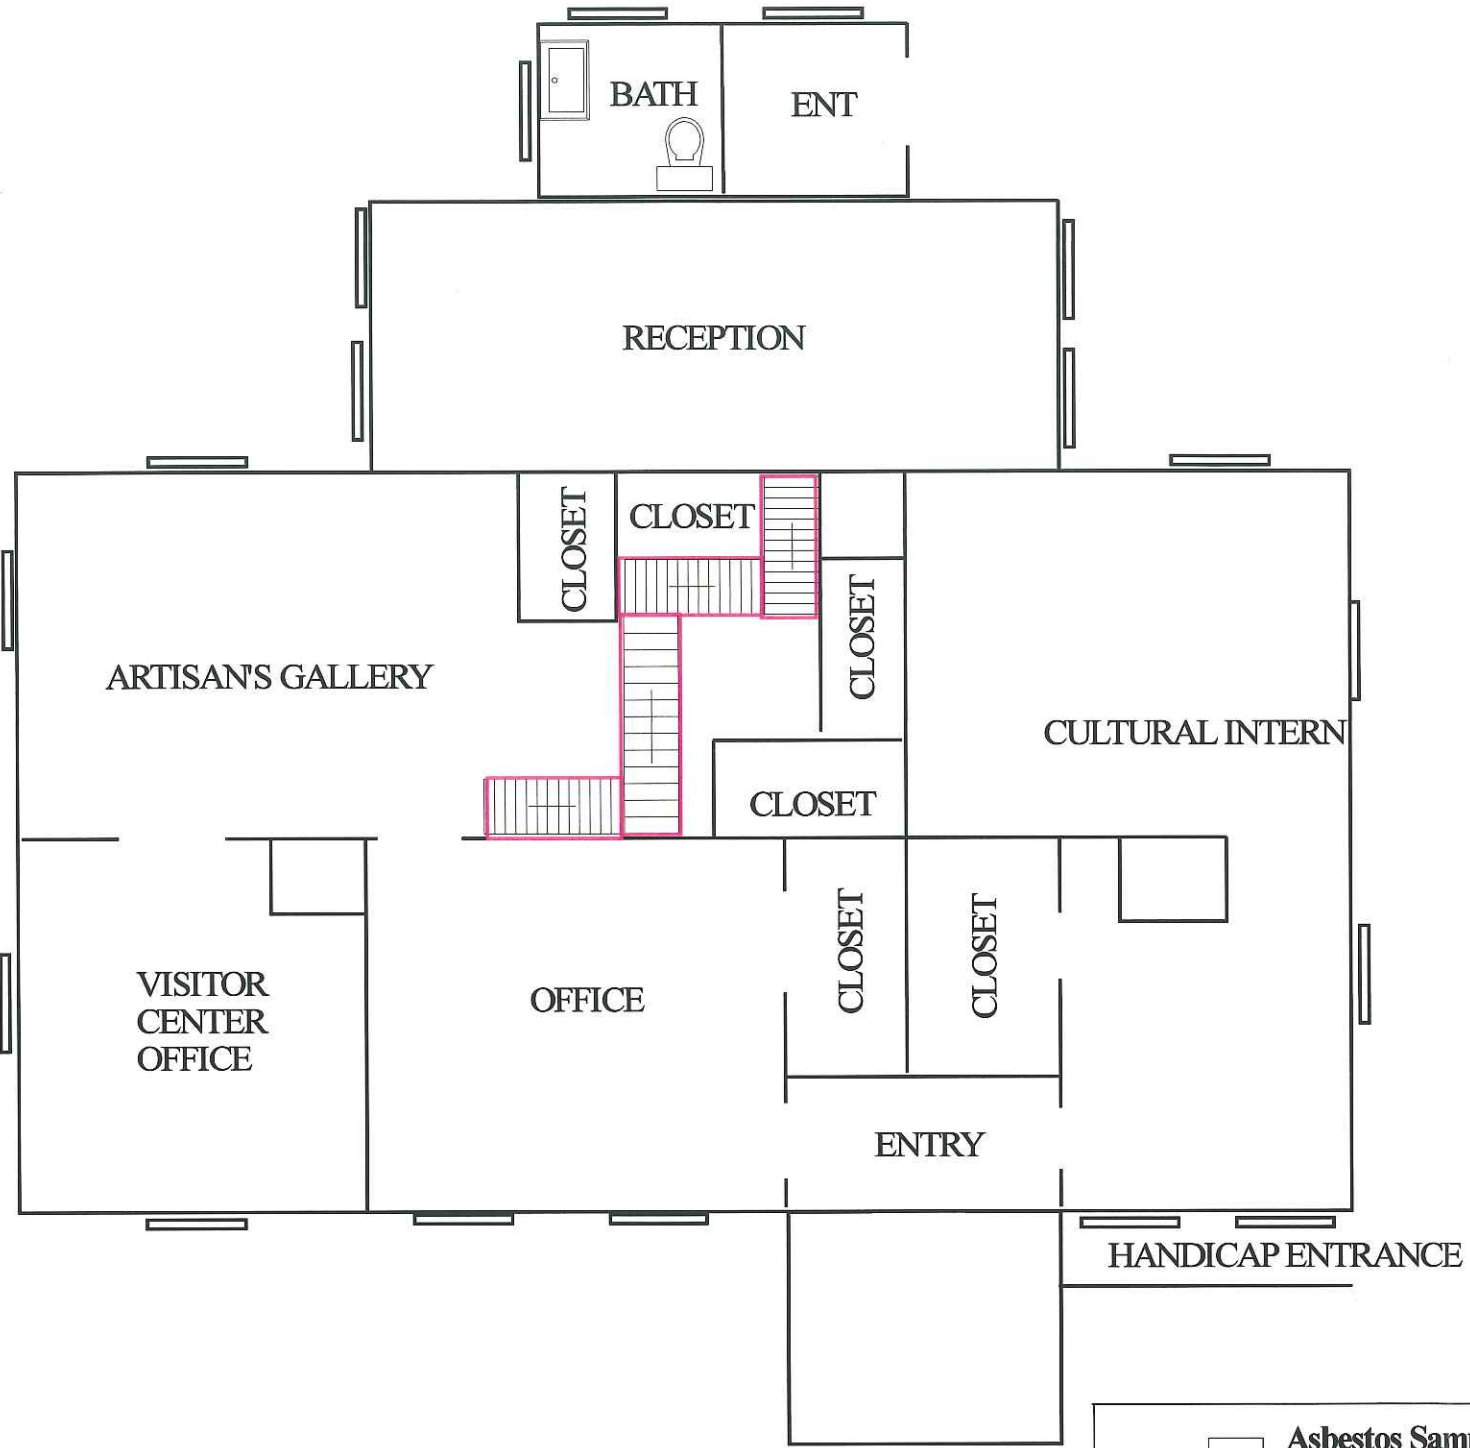 BATH
ENT
RECEPTION
CLOSET
CLOSET
CLOSET
ARTISAN'S GALLERY
CULTURAL INTERN
CLOSET
CLOSET
CLOSET
VISITOR
CENTER
OFFICE
OFFICE
ENTRY
HANDICAP ENTRANCE
Asbestos